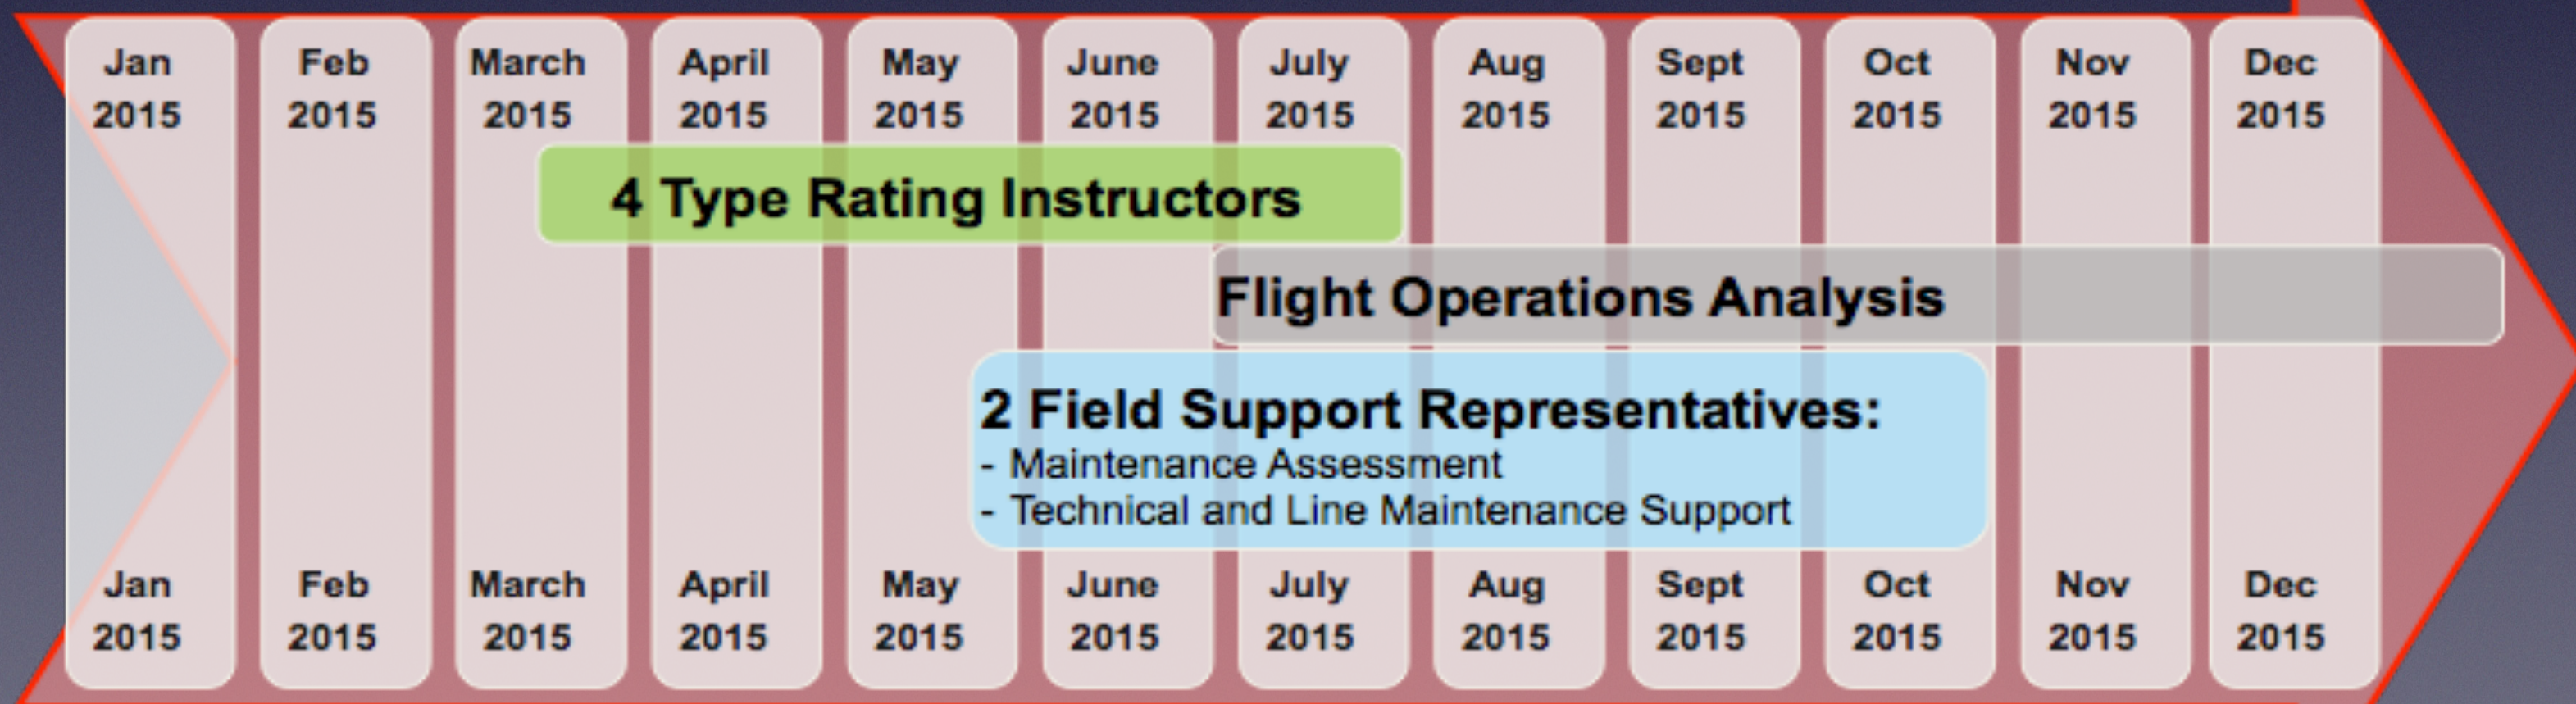 Jan Feb March April May June July Aug Sept Oct Nov Dec
2015 2015 2015 2015 2015 2015 2015 2015 2015 2015 2015 2015
4 Type Rating Instructors
Flight Operations Analysis
2 Field Support Representatives:
- Maintenance Assessment
- Technical and Line Maintenance Support
Jan Feb March April May June July Aug Sept Oct Nov Dec
2015 2015 2015 2015 2015 2015 2015 2015 2015 2015 2015 2015